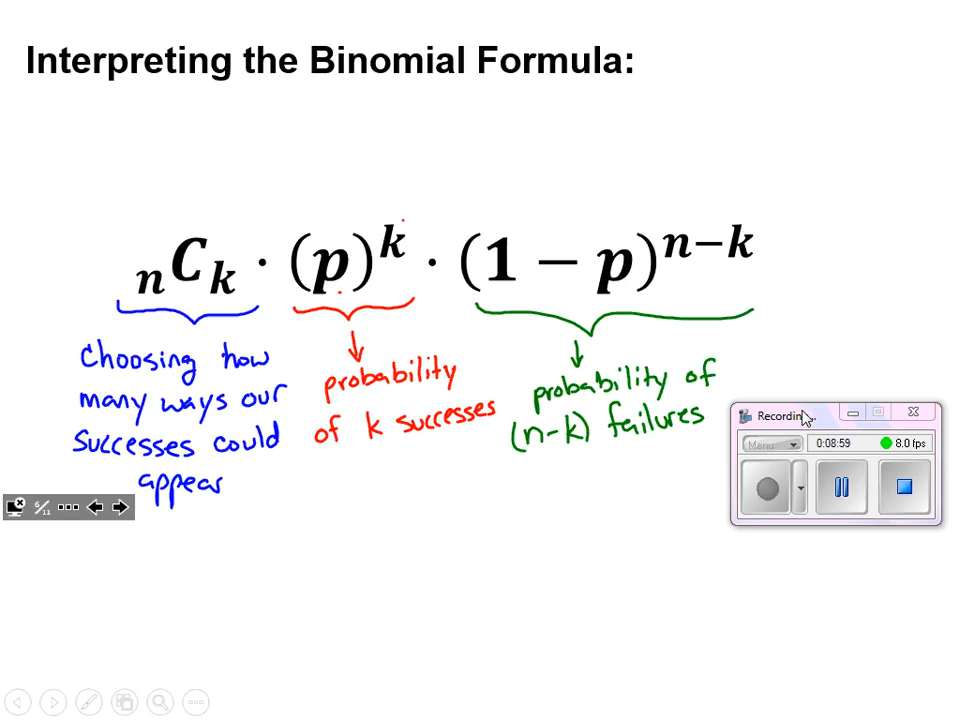 Interpreting the Binomial Formula:
ₙCₖ · (p)ᵏ · (1 − p)ⁿ⁻ᵏ
Choosing how
many ways our
successes could
appear
probability
of k successes
probability of
(n-k) failures
Recordin...
Menu
0:08:59
8.0 fps
6/11